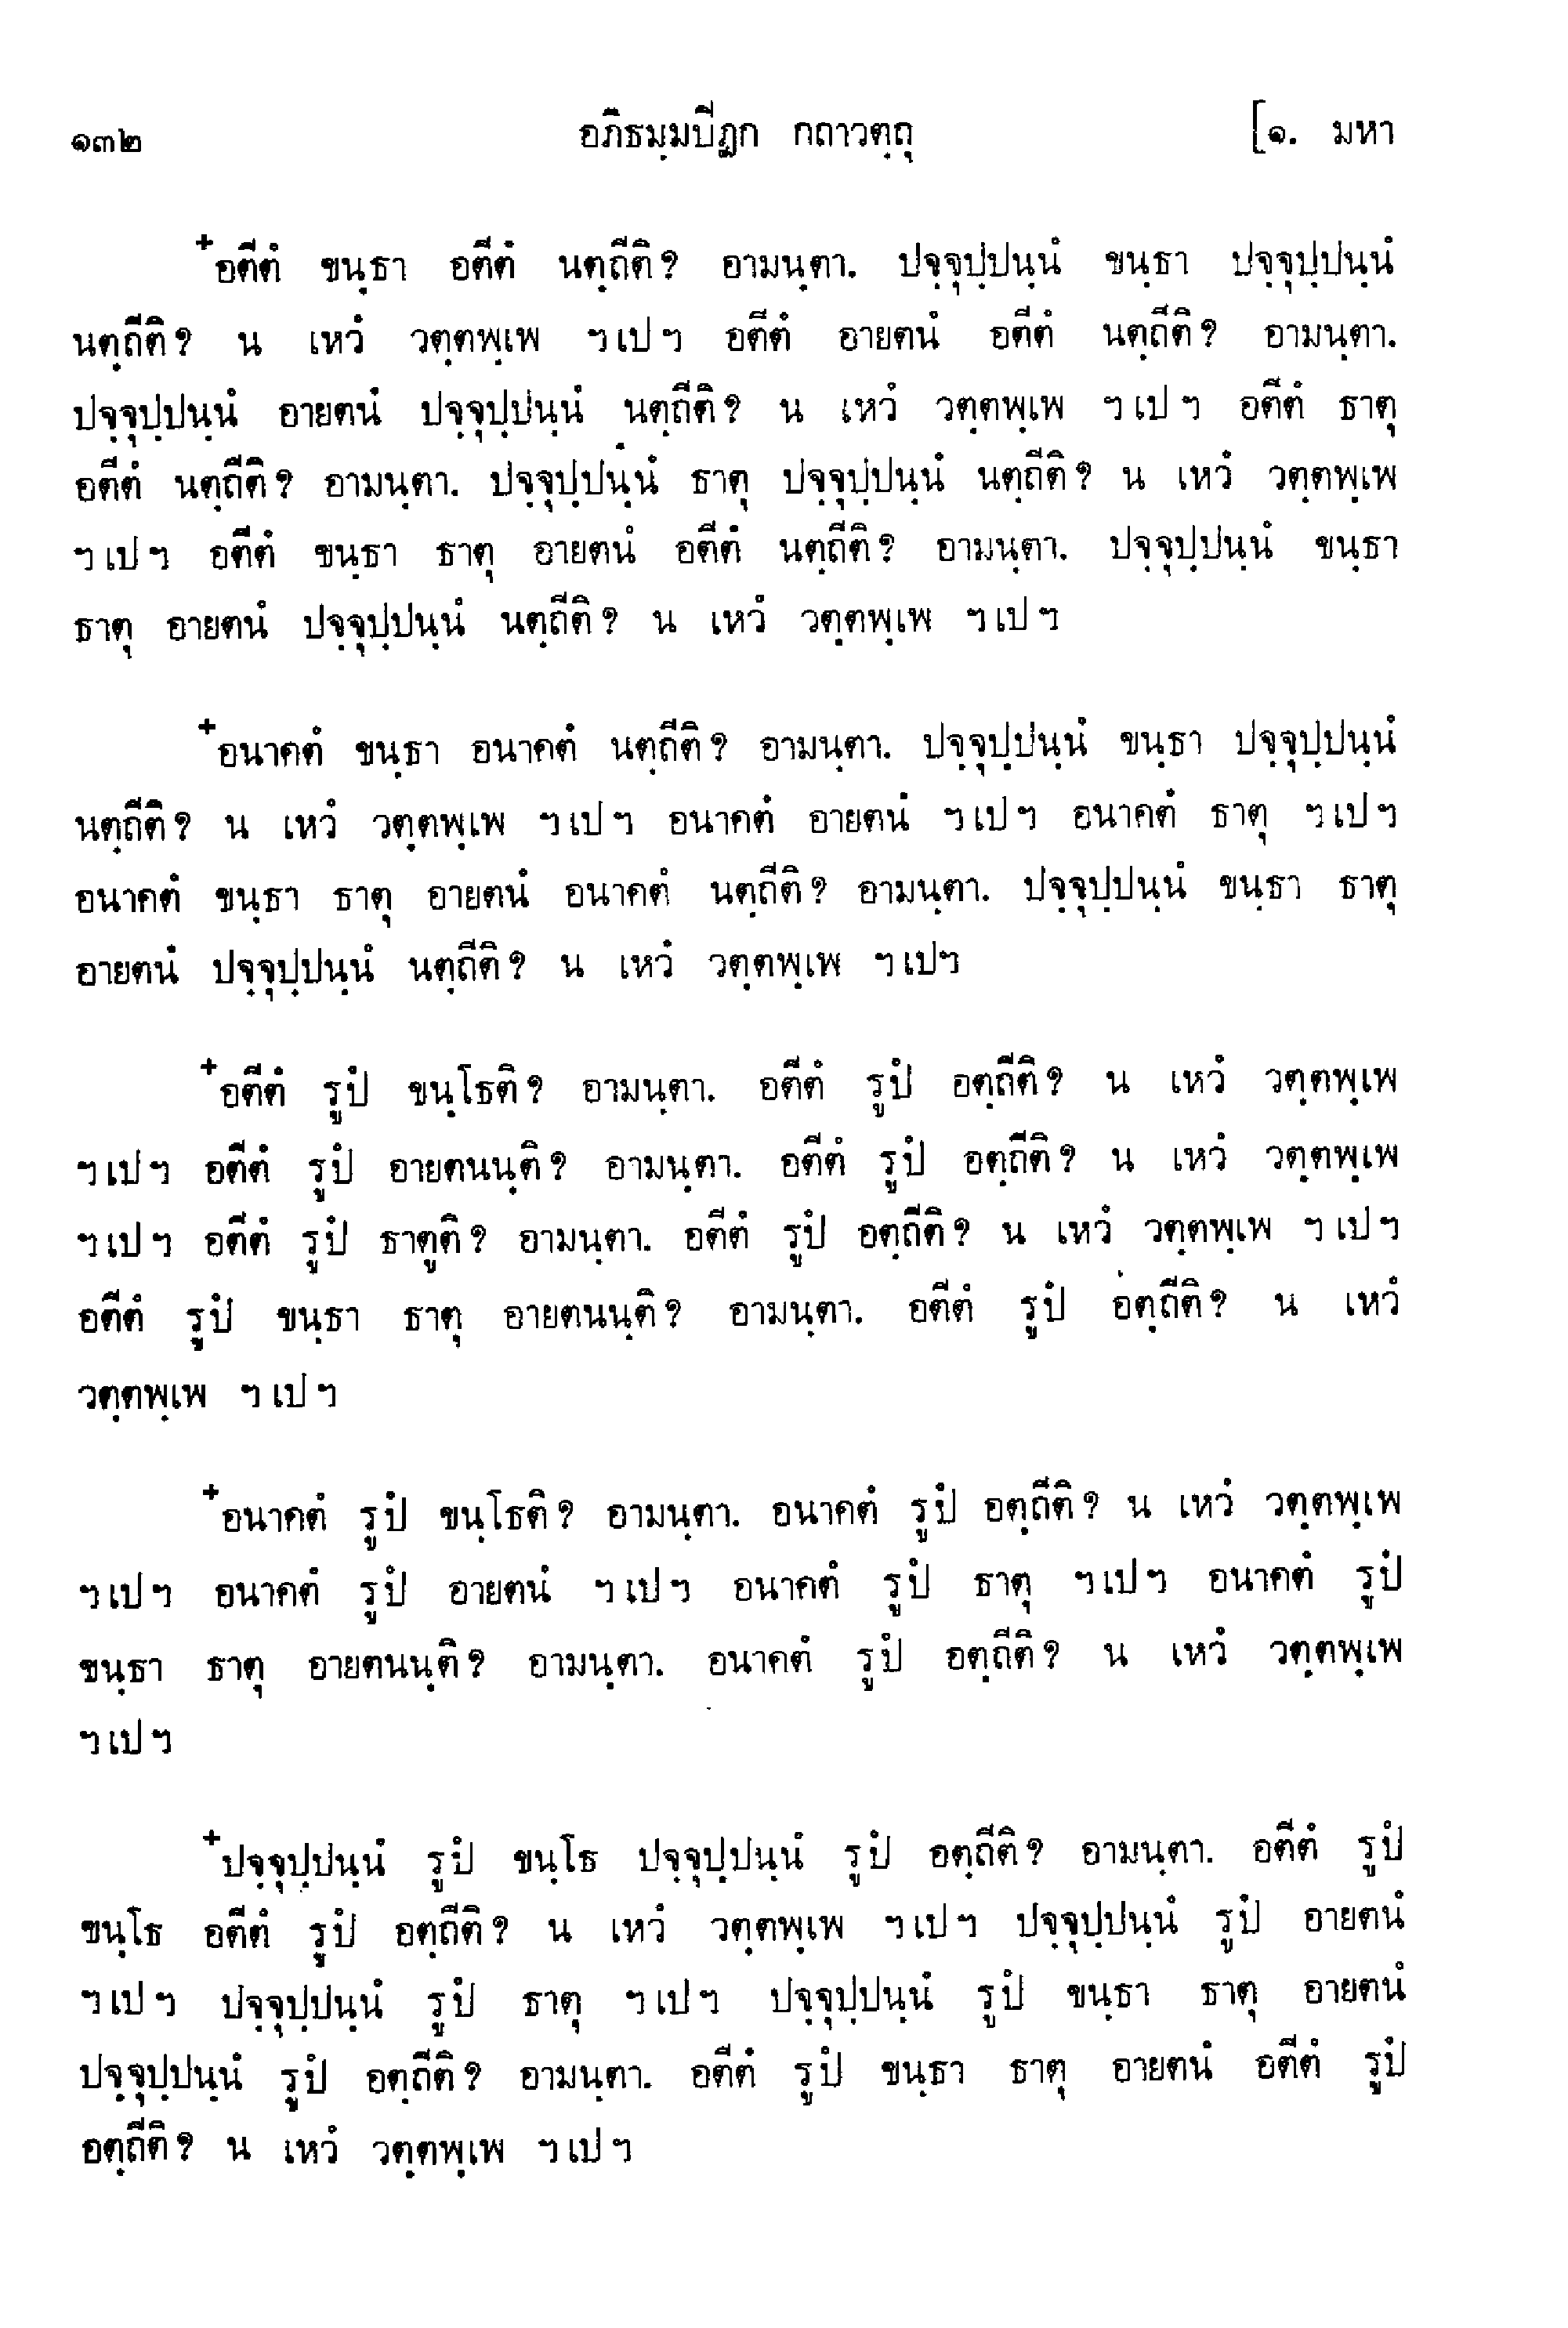 ๑๓๒ อภิธมฺมปีฏก กถาวตฺถุ [๑. มหา
+อตีตํ ขนฺธา อตีตํ นตฺถีติ? อามนฺตา. ปจฺจุปฺปนฺนํ ขนฺธา ปจฺจุปฺปนฺนํ
นตฺถีติ? น เหวํ วตฺตพฺเพ ฯเปฯ อตีตํ อายตนํ อตีตํ นตฺถีติ? อามนฺตา.
ปจฺจุปฺปนฺนํ อายตนํ ปจฺจุปฺปนฺนํ นตฺถีติ? น เหวํ วตฺตพฺเพ ฯเปฯ อตีตํ ธาตุ
อตีตํ นตฺถีติ? อามนฺตา. ปจฺจุปฺปนฺนํ ธาตุ ปจฺจุปฺปนฺนํ นตฺถีติ? น เหวํ วตฺตพฺเพ
ฯเปฯ อตีตํ ขนฺธา ธาตุ อายตนํ อตีตํ นตฺถีติ? อามนฺตา. ปจฺจุปฺปนฺนํ ขนฺธา
ธาตุ อายตนํ ปจฺจุปฺปนฺนํ นตฺถีติ? น เหวํ วตฺตพฺเพ ฯเปฯ
+อนาคตํ ขนฺธา อนาคตํ นตฺถีติ? อามนฺตา. ปจฺจุปฺปนฺนํ ขนฺธา ปจฺจุปฺปนฺนํ
นตฺถีติ? น เหวํ วตฺตพฺเพ ฯเปฯ อนาคตํ อายตนํ ฯเปฯ อนาคตํ ธาตุ ฯเปฯ
อนาคตํ ขนฺธา ธาตุ อายตนํ อนาคตํ นตฺถีติ? อามนฺตา. ปจฺจุปฺปนฺนํ ขนฺธา ธาตุ
อายตนํ ปจฺจุปฺปนฺนํ นตฺถีติ? น เหวํ วตฺตพฺเพ ฯเปฯ
+อตีตํ รูปํ ขนฺโธติ? อามนฺตา. อตีตํ รูปํ อตฺถีติ? น เหวํ วตฺตพฺเพ
ฯเปฯ อตีตํ รูปํ อายตนนฺติ? อามนฺตา. อตีตํ รูปํ อตฺถีติ? น เหวํ วตฺตพฺเพ
ฯเปฯ อตีตํ รูปํ ธาตูติ? อามนฺตา. อตีตํ รูปํ อตฺถีติ? น เหวํ วตฺตพฺเพ ฯเปฯ
อตีตํ รูปํ ขนฺธา ธาตุ อายตนนฺติ? อามนฺตา. อตีตํ รูปํ อตฺถีติ? น เหวํ
วตฺตพฺเพ ฯเปฯ
+อนาคตํ รูปํ ขนฺโธติ? อามนฺตา. อนาคตํ รูปํ อตฺถีติ? น เหวํ วตฺตพฺเพ
ฯเปฯ อนาคตํ รูปํ อายตนํ ฯเปฯ อนาคตํ รูปํ ธาตุ ฯเปฯ อนาคตํ รูปํ
ขนฺธา ธาตุ อายตนนฺติ? อามนฺตา. อนาคตํ รูปํ อตฺถีติ? น เหวํ วตฺตพฺเพ
ฯเปฯ
+ปจฺจุปฺปนฺนํ รูปํ ขนฺโธ ปจฺจุปฺปนฺนํ รูปํ อตฺถีติ? อามนฺตา. อตีตํ รูปํ
ขนฺโธ อตีตํ รูปํ อตฺถีติ? น เหวํ วตฺตพฺเพ ฯเปฯ ปจฺจุปฺปนฺนํ รูปํ อายตนํ
ฯเปฯ ปจฺจุปฺปนฺนํ รูปํ ธาตุ ฯเปฯ ปจฺจุปฺปนฺนํ รูปํ ขนฺธา ธาตุ อายตนํ
ปจฺจุปฺปนฺนํ รูปํ อตฺถีติ? อามนฺตา. อตีตํ รูปํ ขนฺธา ธาตุ อายตนํ อตีตํ รูปํ
อตฺถีติ? น เหวํ วตฺตพฺเพ ฯเปฯ